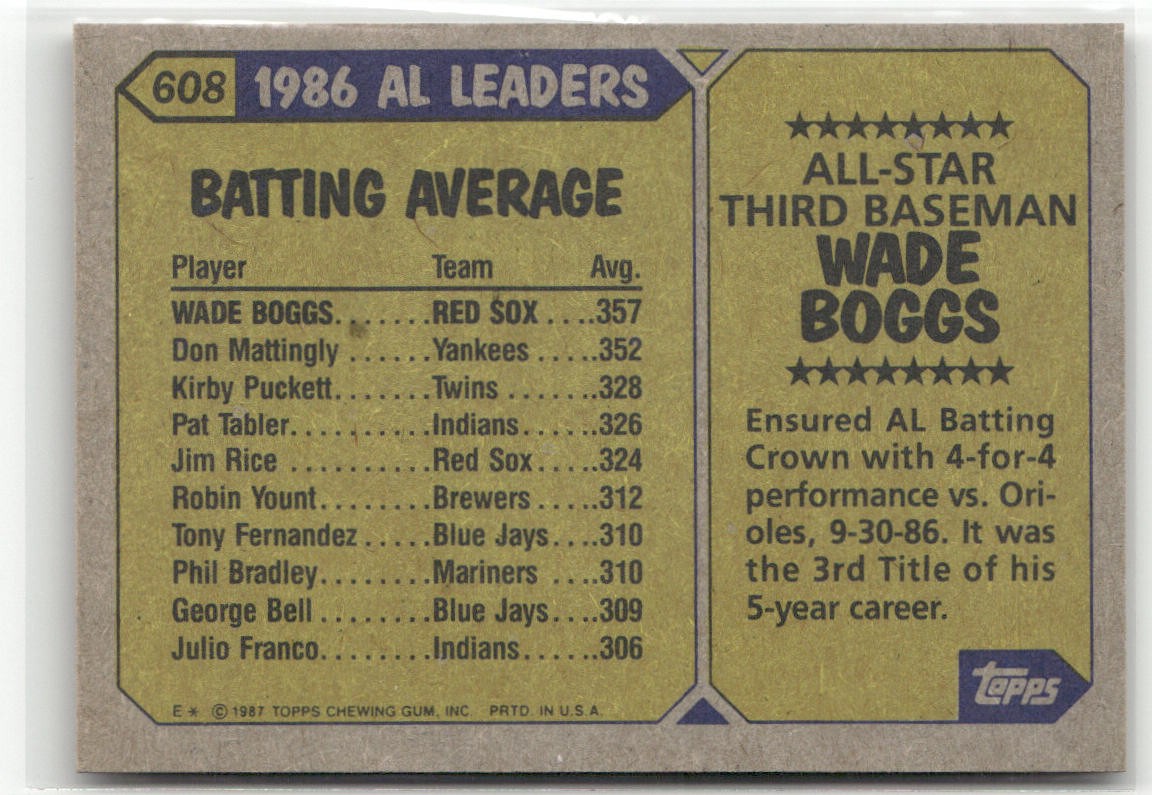 608 1986 AL LEADERS
BATTING AVERAGE
Player Team Avg.
WADE BOGGS.......RED SOX ....357
Don Mattingly ......Yankees .....352
Kirby Puckett.......Twins .......328
Pat Tabler..........Indians......326
Jim Rice ..........Red Sox.....324
Robin Yount........Brewers.....312
Tony Fernandez.....Blue Jays....310
Phil Bradley........Mariners ....310
George Bell ........Blue Jays....309
Julio Franco........Indians......306
E * © 1987 TOPPS CHEWING GUM, INC. PRTD. IN U.S.A.
★★★★★★★★
ALL-STAR
THIRD BASEMAN
WADE
BOGGS
★★★★★★★★
Ensured AL Batting
Crown with 4-for-4
performance vs. Ori-
oles, 9-30-86. It was
the 3rd Title of his
5-year career.
topps